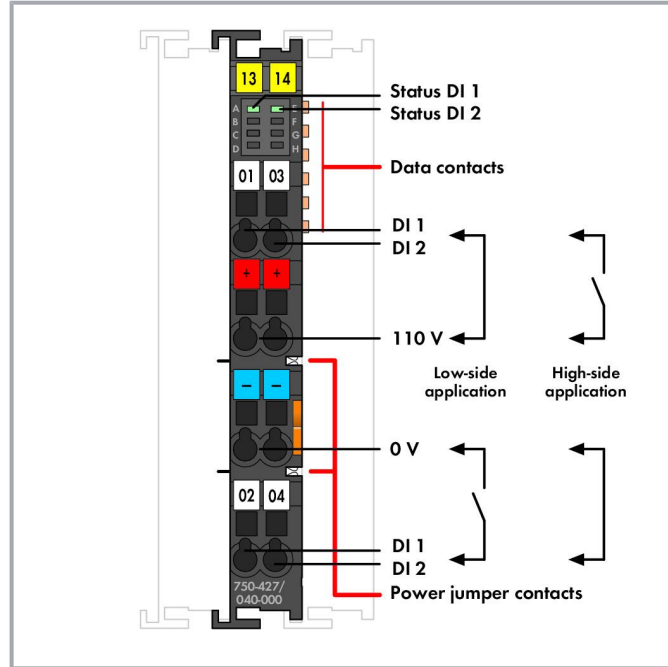 13 14
Status DI 1
Status DI 2
A E
B F
C G
D H
Data contacts
01 03
DI 1
DI 2
+ +
110 V
Low-side
application
High-side
application
− −
0 V
02 04
DI 1
DI 2
750-427/
040-000
Power jumper contacts